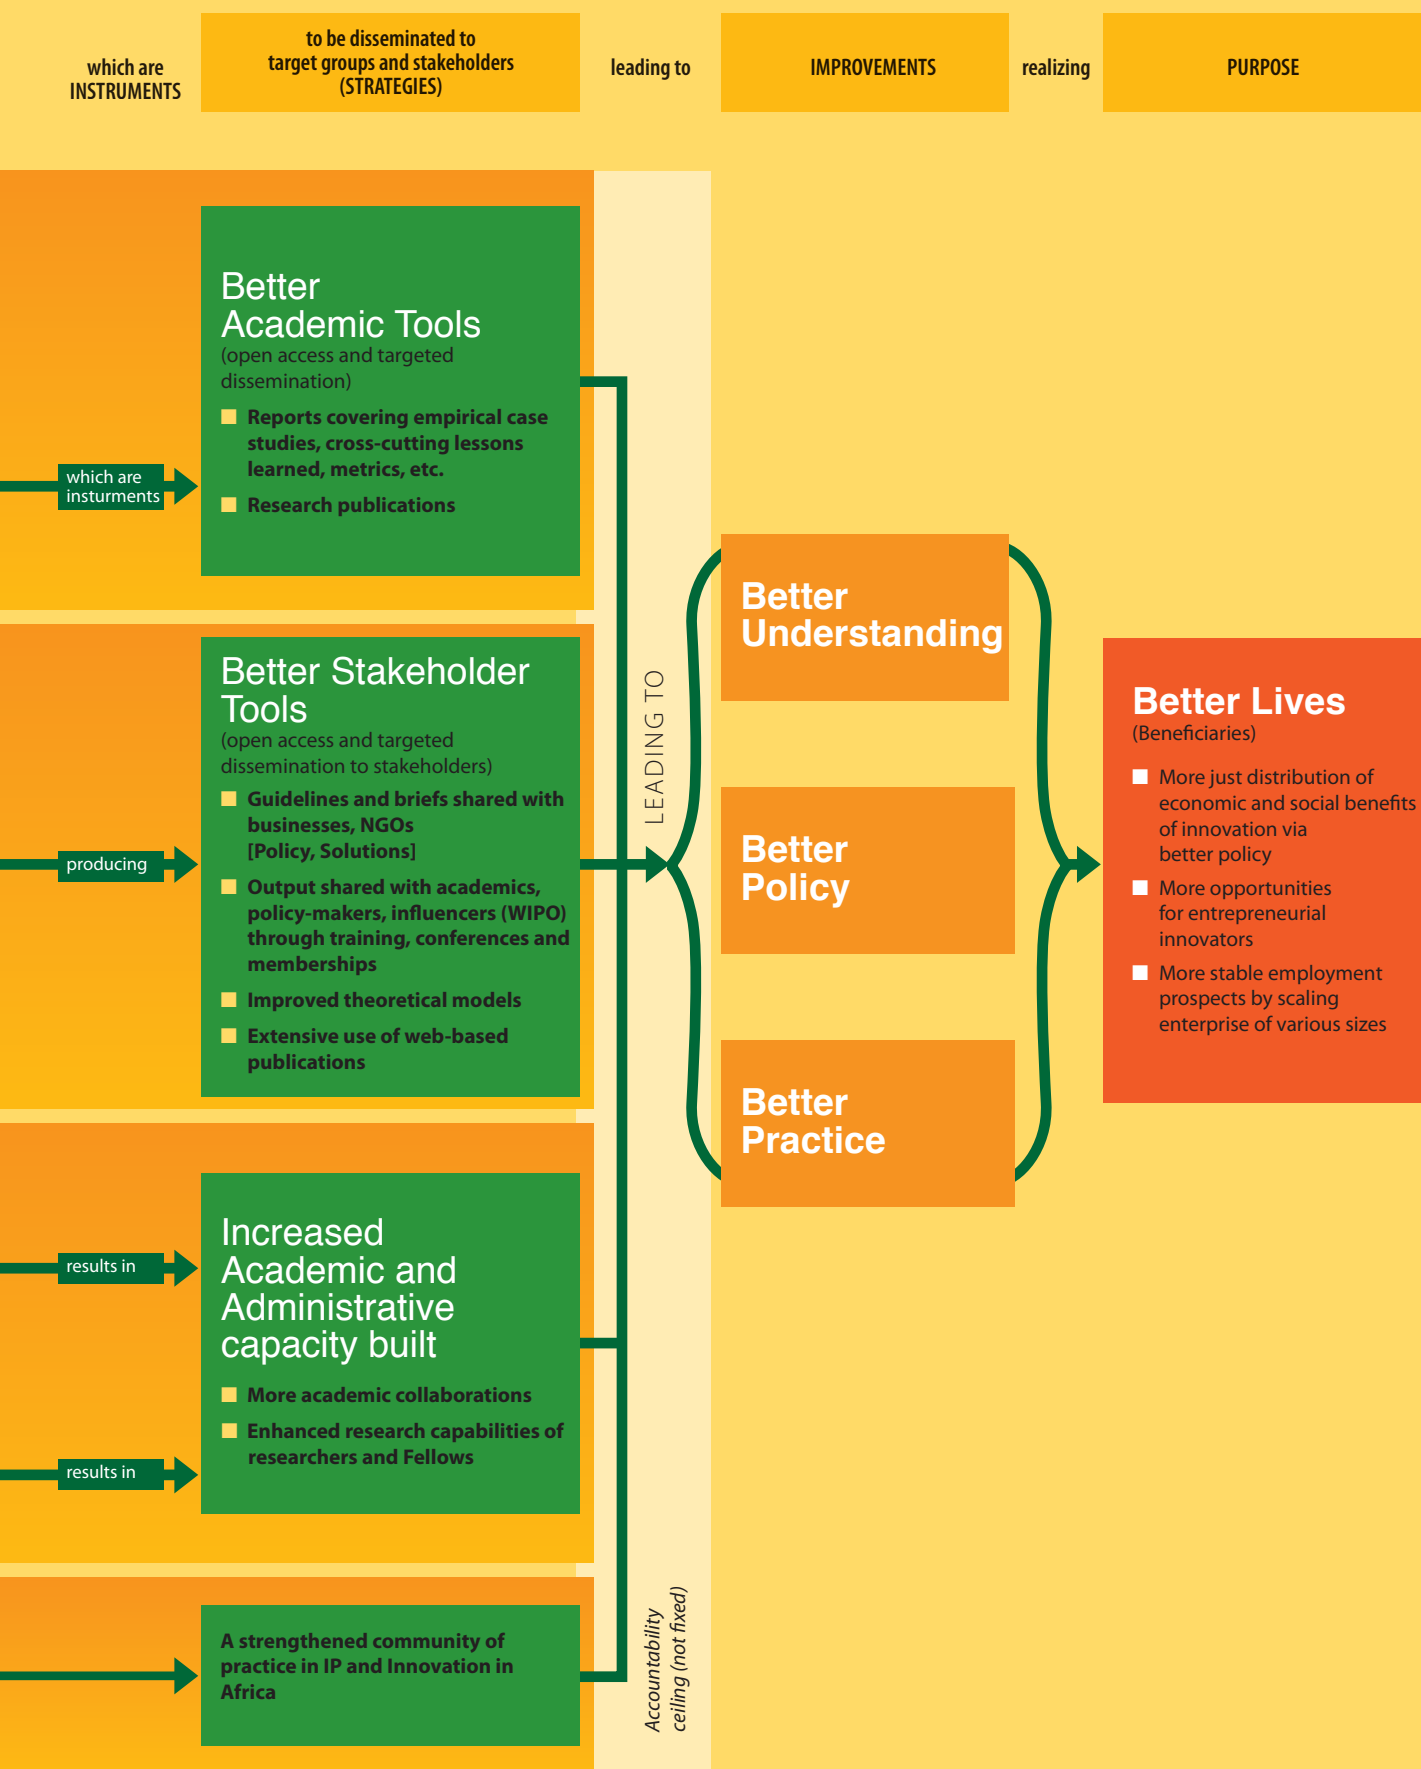 which are
INSTRUMENTS
to be disseminated to
target groups and stakeholders
(STRATEGIES)
leading to
IMPROVEMENTS
realizing
PURPOSE
which are
insturments
Better
Academic Tools
(open access and targeted
dissemination)
Reports covering empirical case
studies, cross-cutting lessons
learned, metrics, etc.
Research publications
producing
Better Stakeholder
Tools
(open access and targeted
dissemination to stakeholders)
Guidelines and briefs shared with
businesses, NGOs
[Policy, Solutions]
Output shared with academics,
policy-makers, influencers (WIPO)
through training, conferences and
memberships
Improved theoretical models
Extensive use of web-based
publications
results in
results in
Increased
Academic and
Administrative
capacity built
More academic collaborations
Enhanced research capabilities of
researchers and Fellows
A strengthened community of
practice in IP and Innovation in
Africa
LEADING TO
Accountability
ceiling (not fixed)
Better
Understanding
Better
Policy
Better
Practice
Better Lives
(Beneficiaries)
More just distribution of
economic and social benefits
of innovation via
better policy
More opportunities
for entrepreneurial
innovators
More stable employment
prospects by scaling
enterprise of various sizes